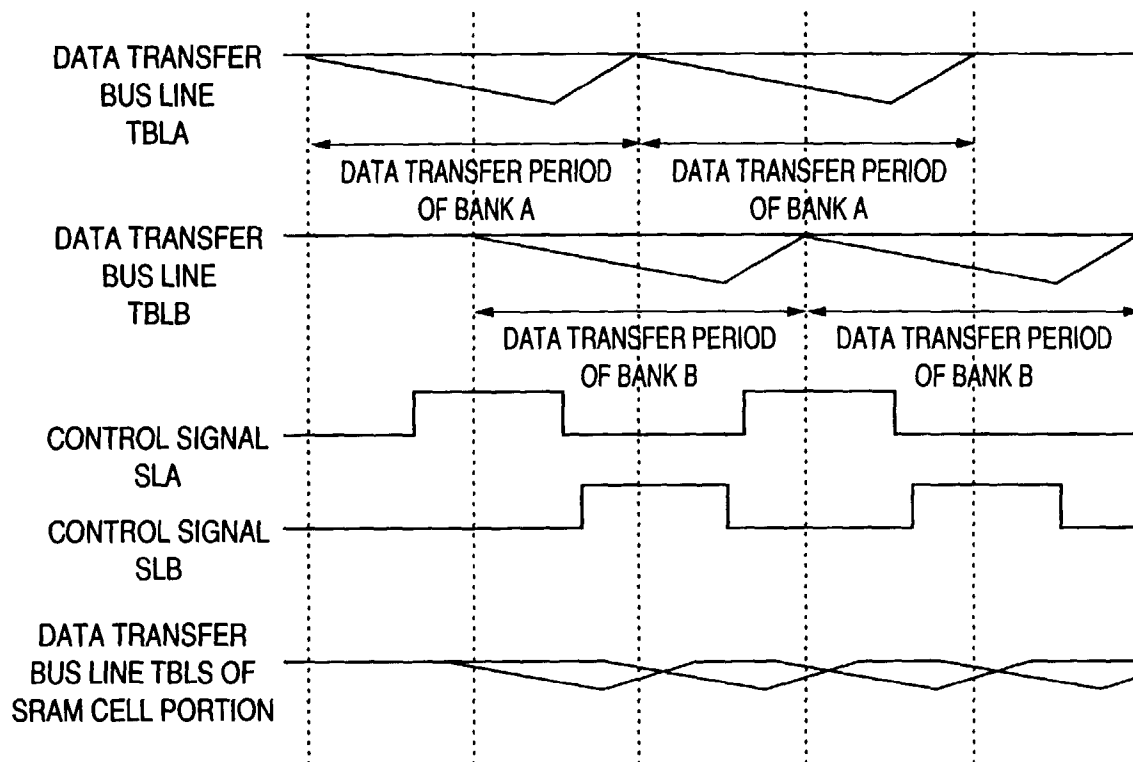 DATA TRANSFER
BUS LINE
TBLA
DATA TRANSFER PERIOD
OF BANK A
DATA TRANSFER PERIOD
OF BANK A
DATA TRANSFER
BUS LINE
TBLB
DATA TRANSFER PERIOD
OF BANK B
DATA TRANSFER PERIOD
OF BANK B
CONTROL SIGNAL
SLA
CONTROL SIGNAL
SLB
DATA TRANSFER
BUS LINE TBLS OF
SRAM CELL PORTION